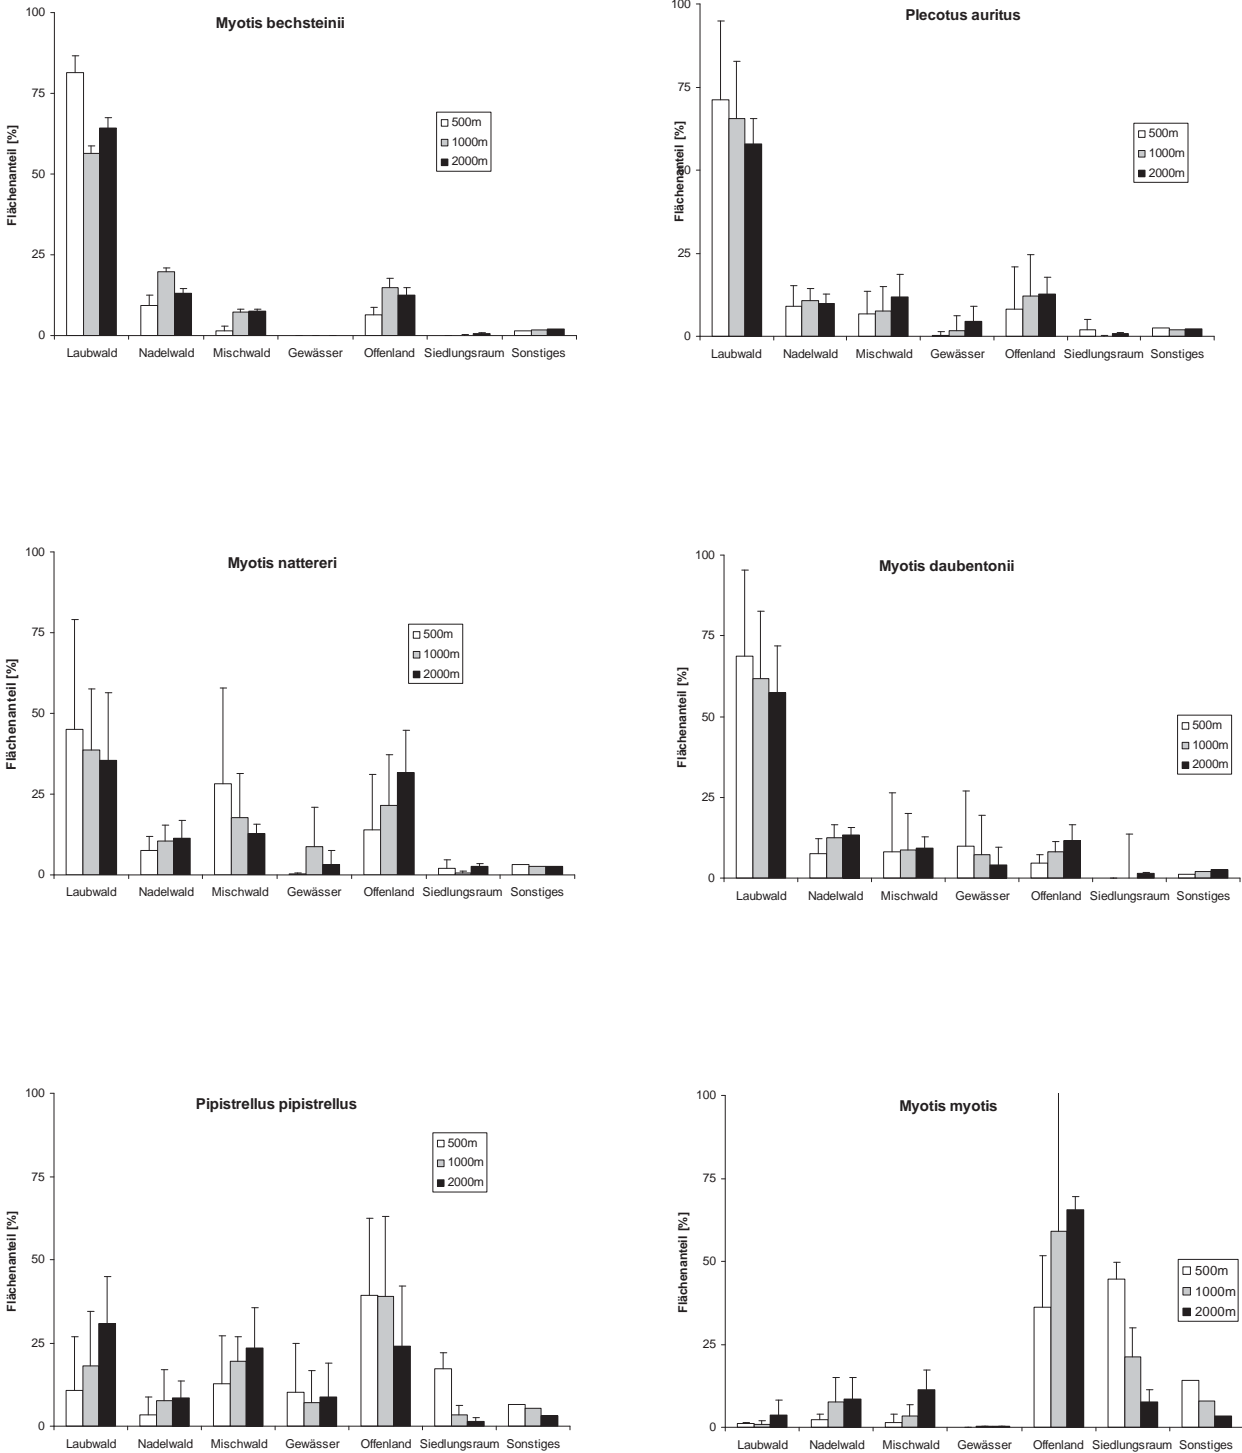 Myotis bechsteinii
Flächenanteil [%]
100
75
50
25
0
500m
1000m
2000m
Laubwald Nadelwald Mischwald Gewässer Offenland Siedlungsraum Sonstiges
Plecotus auritus
Flächenanteil [%]
100
75
50
25
0
500m
1000m
2000m
Laubwald Nadelwald Mischwald Gewässer Offenland Siedlungsraum Sonstiges
Myotis nattereri
Flächenanteil [%]
100
75
50
25
0
500m
1000m
2000m
Laubwald Nadelwald Mischwald Gewässer Offenland Siedlungsraum Sonstiges
Myotis daubentonii
Flächenanteil [%]
100
75
50
25
0
500m
1000m
2000m
Laubwald Nadelwald Mischwald Gewässer Offenland Siedlungsraum Sonstiges
Pipistrellus pipistrellus
Flächenanteil [%]
100
75
50
25
0
500m
1000m
2000m
Laubwald Nadelwald Mischwald Gewässer Offenland Siedlungsraum Sonstiges
Myotis myotis
Flächenanteil [%]
100
75
50
25
0
500m
1000m
2000m
Laubwald Nadelwald Mischwald Gewässer Offenland Siedlungsraum Sonstiges